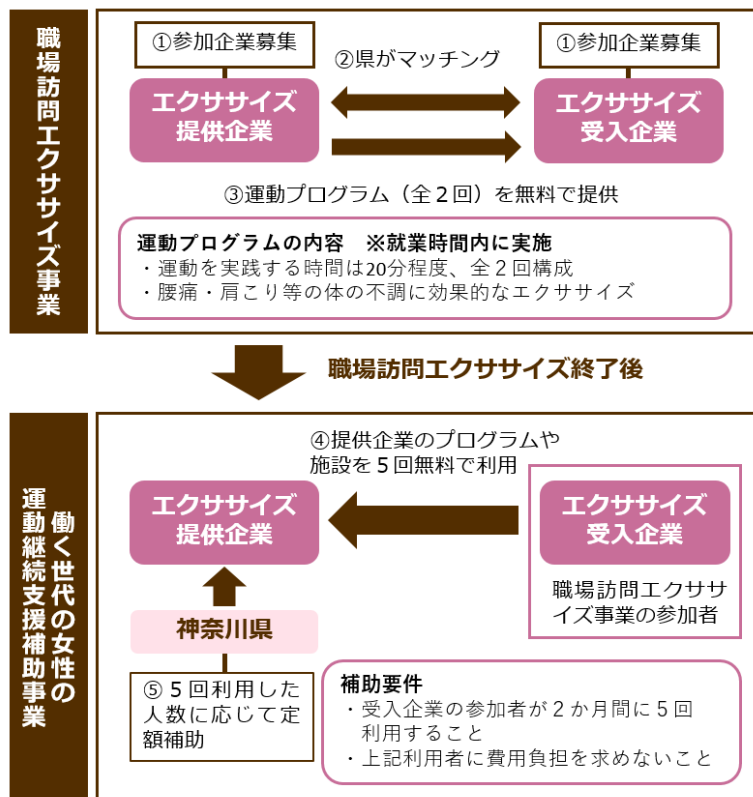 職場訪問エクササイズ事業
①参加企業募集
②県がマッチング
①参加企業募集
エクササイズ
提供企業
エクササイズ
受入企業
③運動プログラム（全２回）を無料で提供
運動プログラムの内容　※就業時間内に実施
・運動を実践する時間は20分程度、全２回構成
・腰痛・肩こり等の体の不調に効果的なエクササイズ
職場訪問エクササイズ終了後
働く世代の女性の
運動継続支援補助事業
④提供企業のプログラムや
施設を５回無料で利用
エクササイズ
提供企業
エクササイズ
受入企業
職場訪問エクササ
イズ事業の参加者
神奈川県
⑤５回利用した
人数に応じて定
額補助
補助要件
・受入企業の参加者が２か月間に５回
利用すること
・上記利用者に費用負担を求めないこと